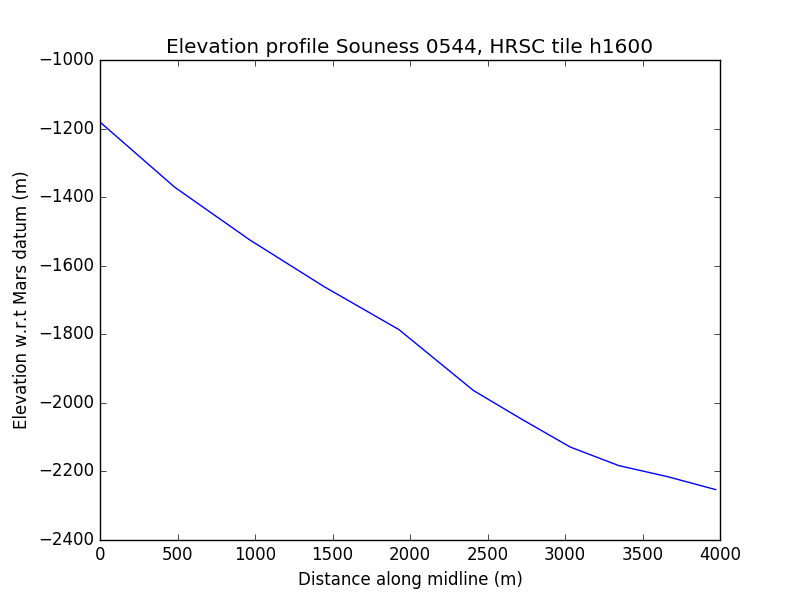 Elevation profile Souness 0544, HRSC tile h1600
−1000
−1200
−1400
−1600
−1800
−2000
−2200
−2400
Elevation w.r.t Mars datum (m)
0 500 1000 1500 2000 2500 3000 3500 4000
Distance along midline (m)